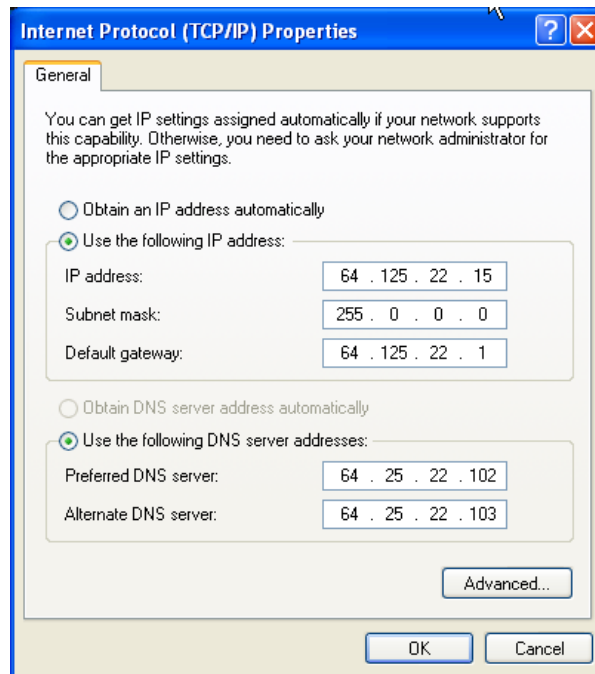 Internet Protocol (TCP/IP) Properties
General
You can get IP settings assigned automatically if your network supports
this capability. Otherwise, you need to ask your network administrator for
the appropriate IP settings.
Obtain an IP address automatically
Use the following IP address:
IP address: 64 . 125 . 22 . 15
Subnet mask: 255 . 0 . 0 . 0
Default gateway: 64 . 125 . 22 . 1
Obtain DNS server address automatically
Use the following DNS server addresses:
Preferred DNS server: 64 . 25 . 22 . 102
Alternate DNS server: 64 . 25 . 22 . 103
Advanced...
OK Cancel